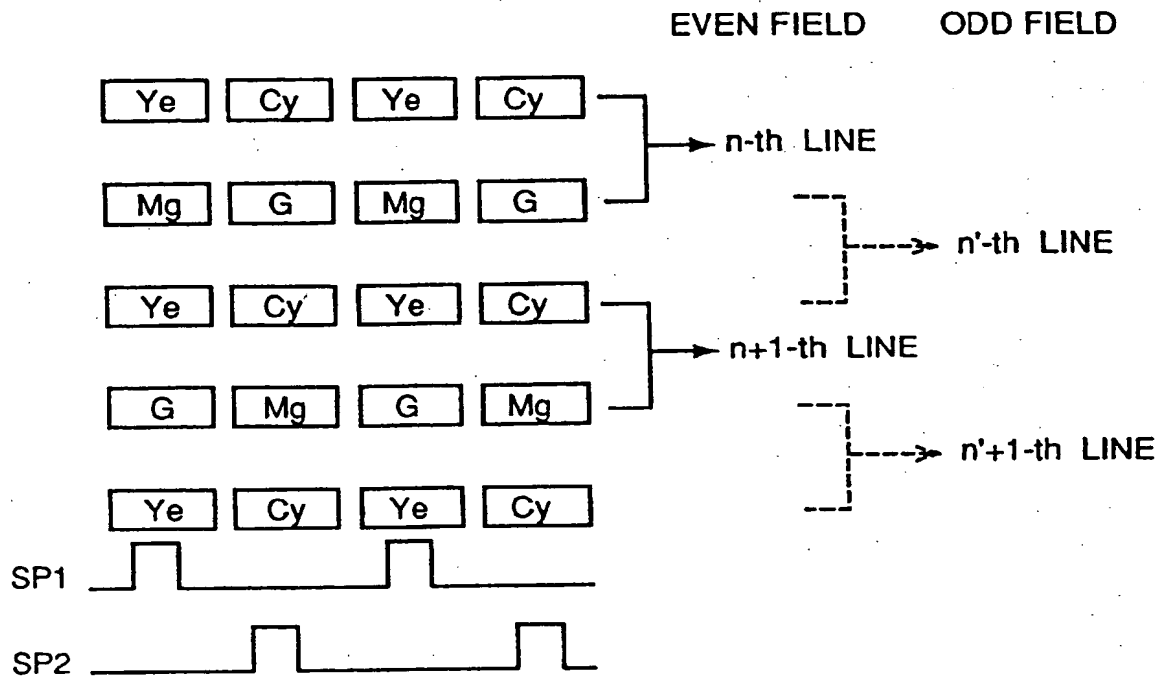 EVEN FIELD ODD FIELD
Ye Cy Ye Cy
n-th LINE
Mg G Mg G
n'-th LINE
Ye Cy Ye Cy
n+1-th LINE
G Mg G Mg
n'+1-th LINE
Ye Cy Ye Cy
SP1
SP2